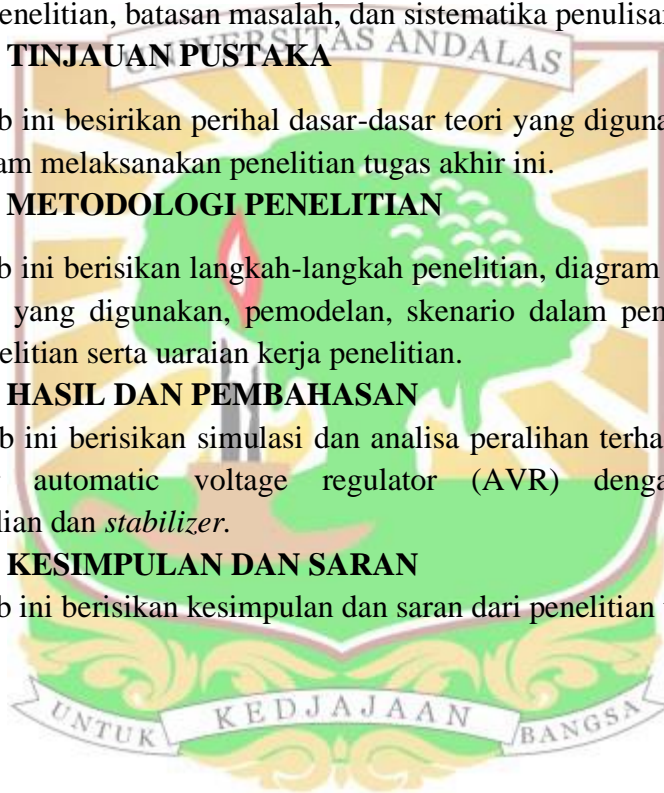 enelitian, batasan masalah, dan sistematika penulisa
UNIVERSITAS ANDALAS
TINJAUAN PUSTAKA
b ini besirikan perihal dasar-dasar teori yang diguna
am melaksanakan penelitian tugas akhir ini.
METODOLOGI PENELITIAN
b ini berisikan langkah-langkah penelitian, diagram
yang digunakan, pemodelan, skenario dalam pen
elitian serta uaraian kerja penelitian.
HASIL DAN PEMBAHASAN
b ini berisikan simulasi dan analisa peralihan terha
automatic voltage regulator (AVR) denga
lian dan stabilizer.
KESIMPULAN DAN SARAN
b ini berisikan kesimpulan dan saran dari penelitian
UNTUK KEDJAJAAN BANGSA